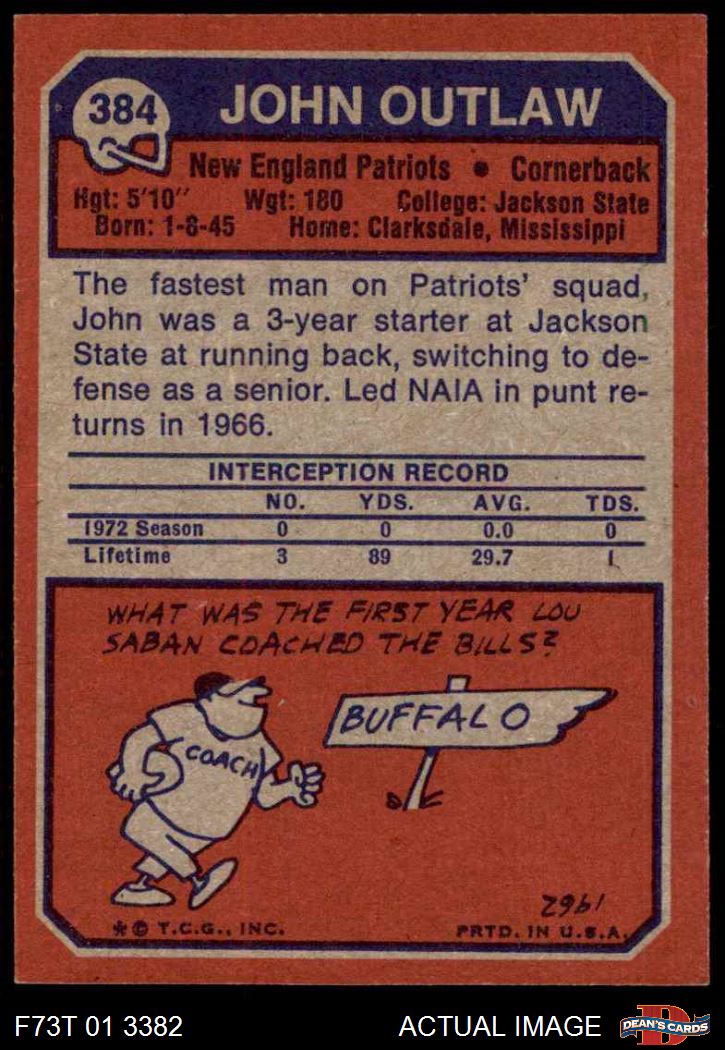 384
JOHN OUTLAW
New England Patriots • Cornerback
Hgt: 5'10" Wgt: 180 College: Jackson State
Born: 1-8-45 Home: Clarksdale, Mississippi
The fastest man on Patriots' squad,
John was a 3-year starter at Jackson
State at running back, switching to de-
fense as a senior. Led NAIA in punt re-
turns in 1966.
INTERCEPTION RECORD
NO. YDS. AVG. TDS.
1972 Season 0 0 0.0 0
Lifetime 3 89 29.7 1
WHAT WAS THE FIRST YEAR LOU
SABAN COACHED THE BILLS?
BUFFALO
COACH
1962
* © T.C.G., INC. PRTD. IN U.S.A.
F73T 01 3382 ACTUAL IMAGE
D
DEAN'S CARDS